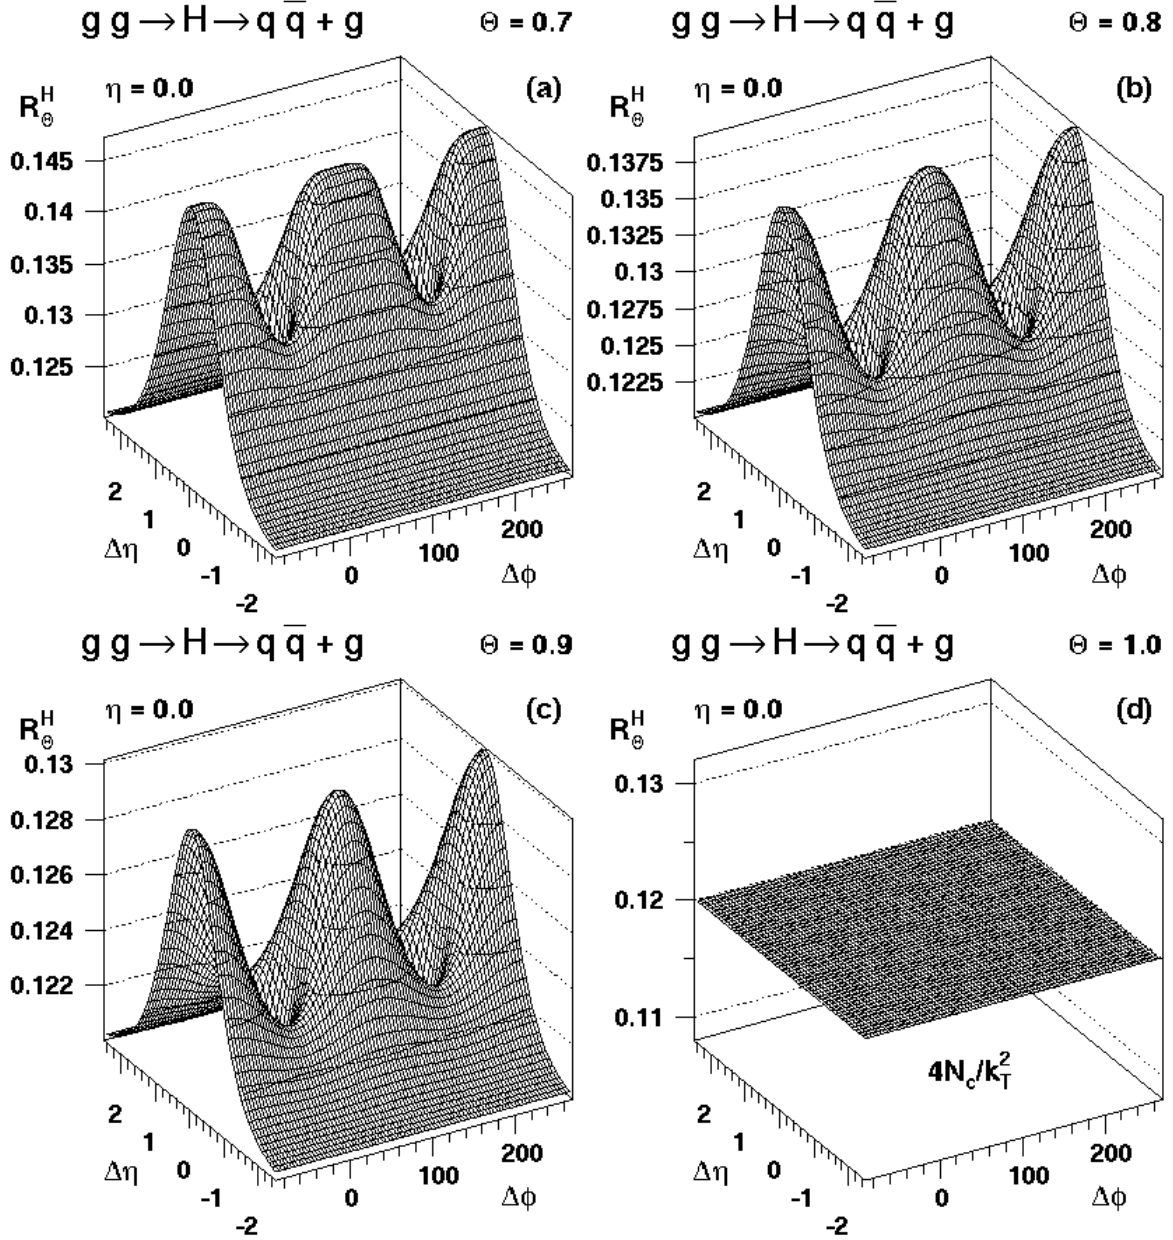 g g → H → q q̅ + g Θ = 0.7
η = 0.0 (a)
R_Θ^H
0.145
0.14
0.135
0.13
0.125
2
1
0
-1
-2
Δη
0
100
200
Δϕ
g g → H → q q̅ + g Θ = 0.8
η = 0.0 (b)
R_Θ^H
0.1375
0.135
0.1325
0.13
0.1275
0.125
0.1225
2
1
0
-1
-2
Δη
0
100
200
Δϕ
g g → H → q q̅ + g Θ = 0.9
η = 0.0 (c)
R_Θ^H
0.13
0.128
0.126
0.124
0.122
2
1
0
-1
-2
Δη
0
100
200
Δϕ
g g → H → q q̅ + g Θ = 1.0
η = 0.0 (d)
R_Θ^H
0.13
0.12
0.11
4N_c/k_T^2
2
1
0
-1
-2
Δη
0
100
200
Δϕ